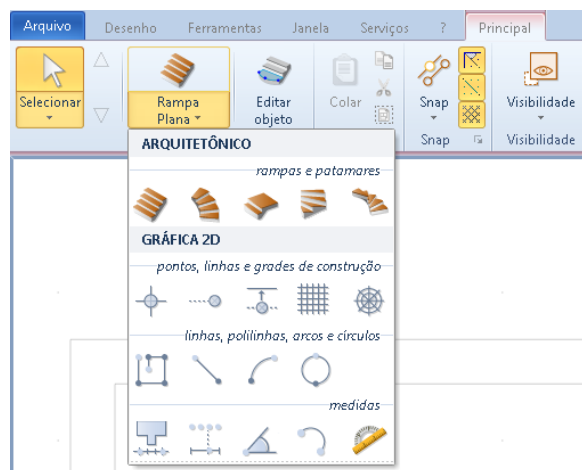 Arquivo Desenho Ferramentas Janela Serviços ? Principal
Selecionar
Rampa
Plana
Editar
objeto
Colar
Snap
Visibilidade
Snap
Visibilidade
ARQUITETÔNICO
rampas e patamares
GRÁFICA 2D
pontos, linhas e grades de construção
linhas, polilinhas, arcos e círculos
medidas